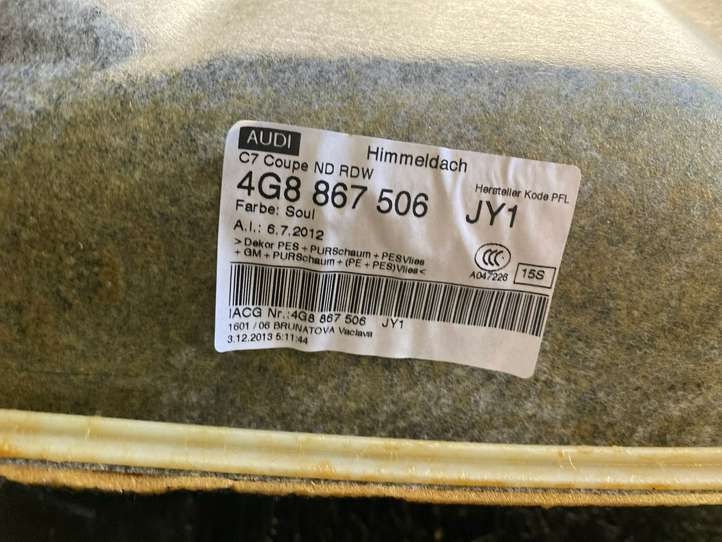 AUDI
Himmeldach
C7 Coupe ND RDW
Hersteller Kode PFL
4G8 867 506 JY1
Farbe: Soul
A.I.: 6.7.2012
> Dekor PES + PURSchaum + PESVlies
+ GM + PURSchaum + (PE + PES)Vlies<
CCC
A047226
15S
IACG Nr.:4G8 867 506 JY1
1601 / 06 BRUNATOVA Vaclava
3.12.2013 5:11:44